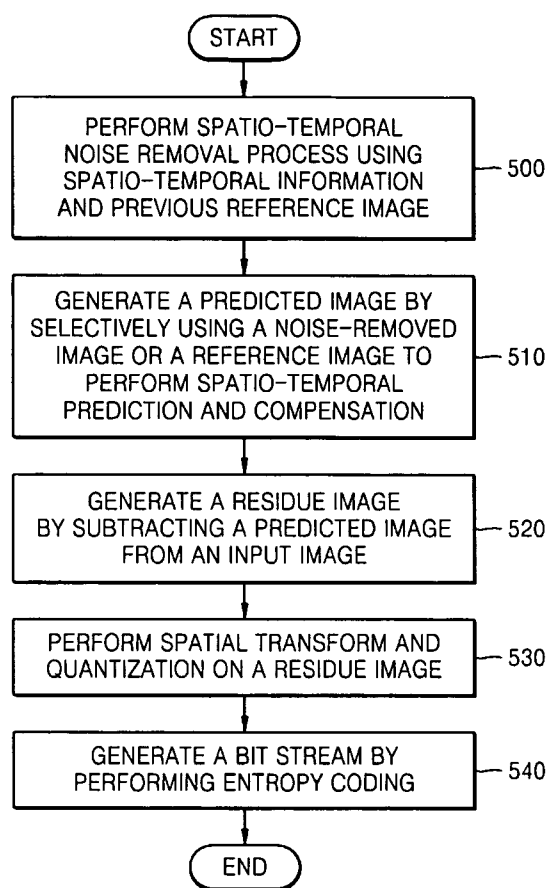 START
PERFORM SPATIO-TEMPORAL
NOISE REMOVAL PROCESS USING
SPATIO-TEMPORAL INFORMATION
AND PREVIOUS REFERENCE IMAGE
500
GENERATE A PREDICTED IMAGE BY
SELECTIVELY USING A NOISE-REMOVED
IMAGE OR A REFERENCE IMAGE TO
PERFORM SPATIO-TEMPORAL
PREDICTION AND COMPENSATION
510
GENERATE A RESIDUE IMAGE
BY SUBTRACTING A PREDICTED IMAGE
FROM AN INPUT IMAGE
520
PERFORM SPATIAL TRANSFORM AND
QUANTIZATION ON A RESIDUE IMAGE
530
GENERATE A BIT STREAM BY
PERFORMING ENTROPY CODING
540
END